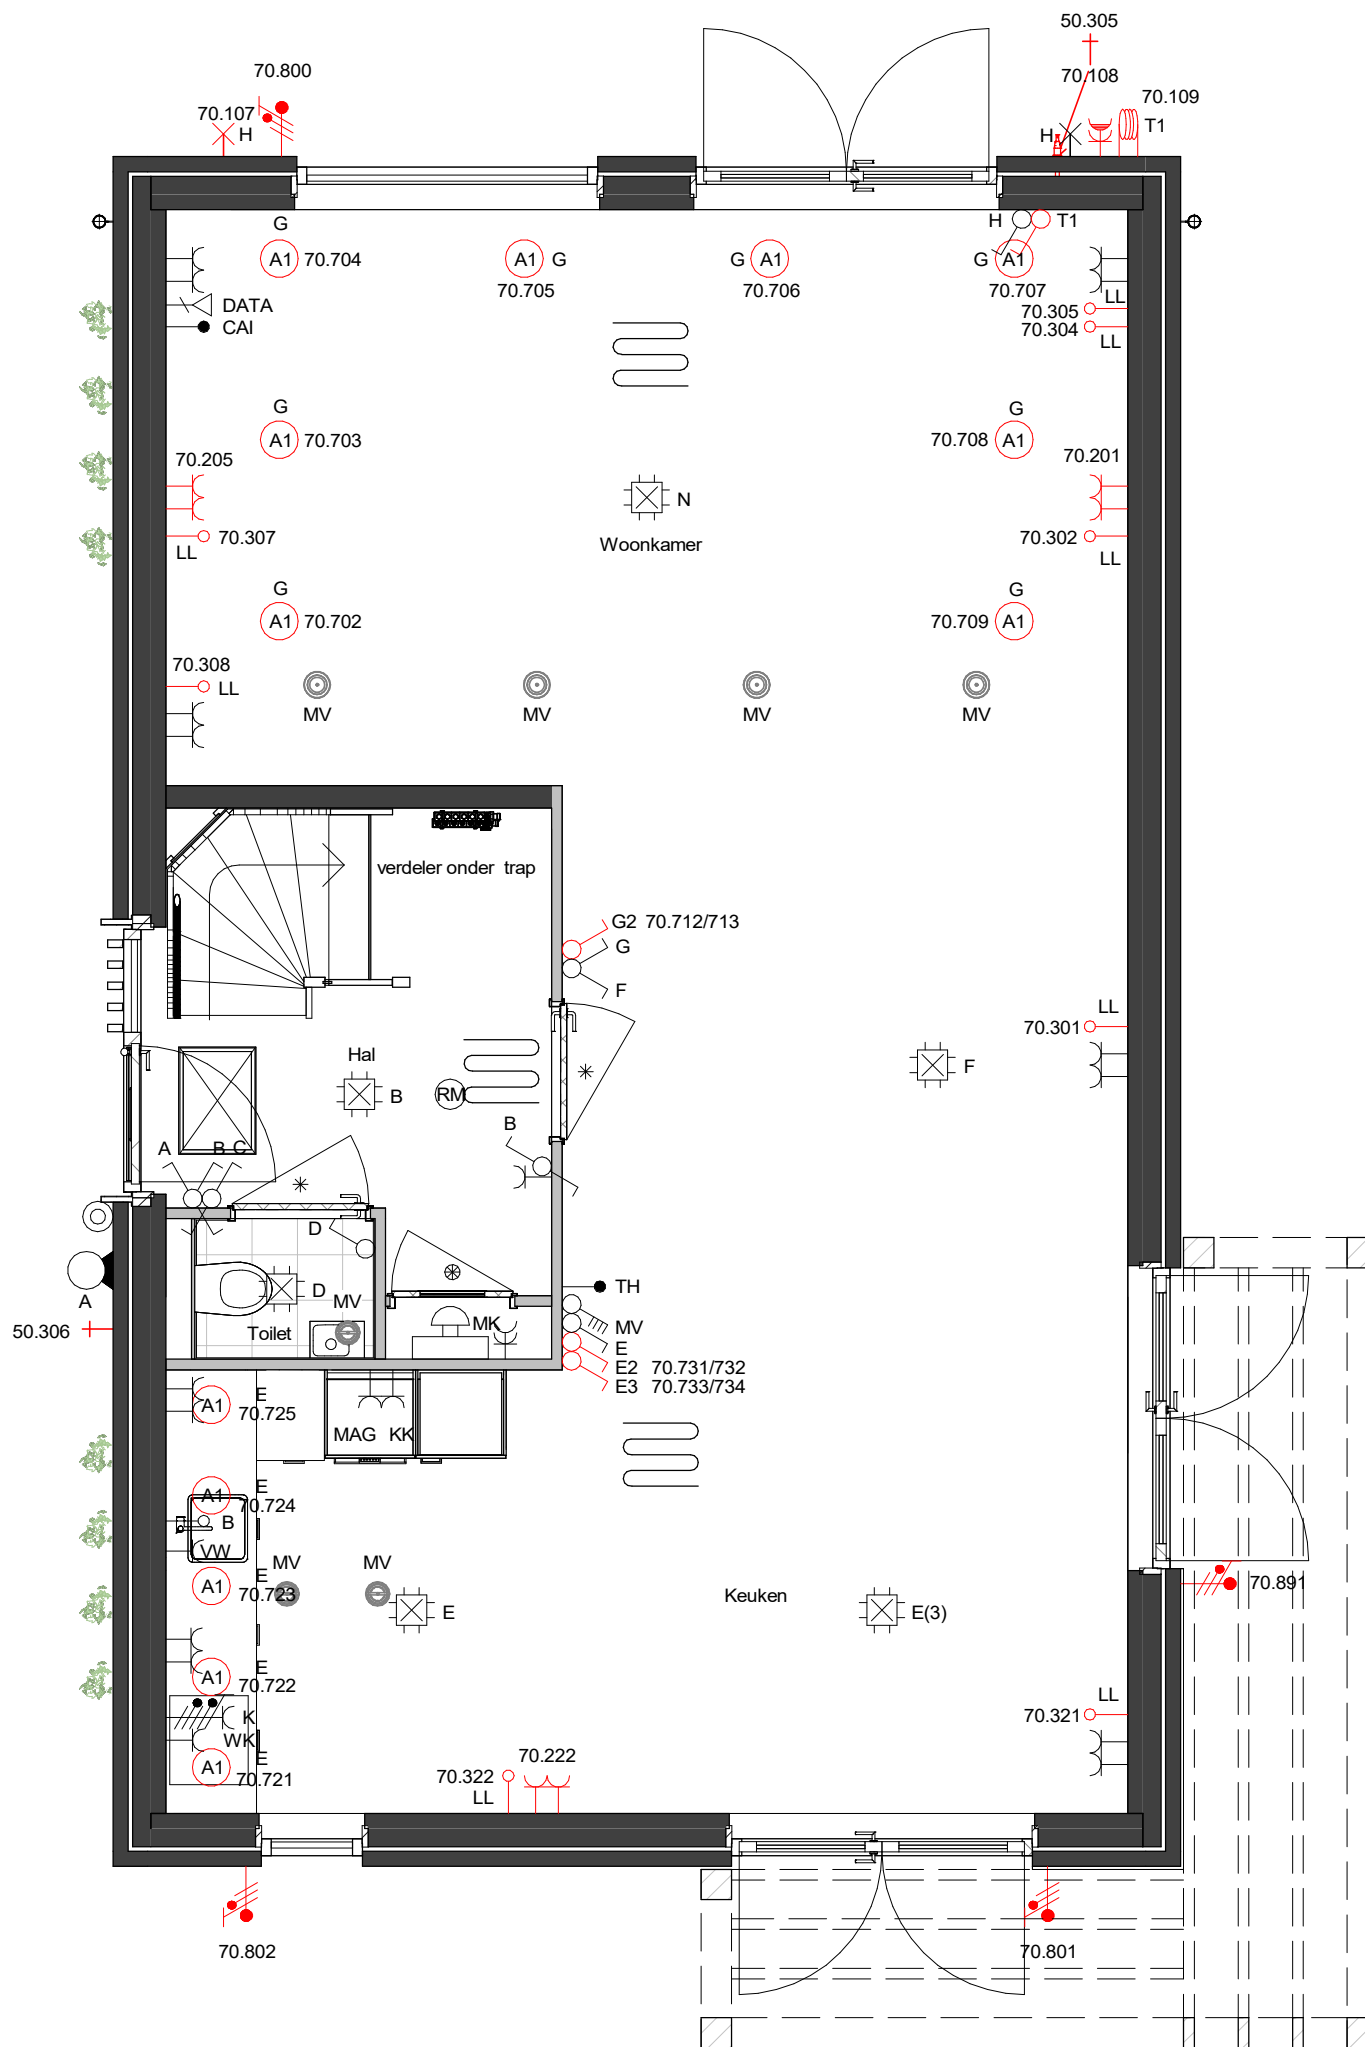 50.305
70.800
70.108
70.107
H
70.109
T1
H
G
H
T1
A1
70.704
A1
G
G
A1
G
A1
70.705
70.706
70.707
LL
DATA
70.305
CAI
70.304
LL
G
G
A1
70.703
70.708
A1
70.205
70.201
N
LL
70.307
Woonkamer
70.302
LL
G
G
A1
70.702
70.709
A1
70.308
LL
MV
MV
MV
MV
verdeler onder trap
G2 70.712/713
G
F
LL
70.301
Hal
B
RM
F
A
B
C
B
D
D
MV
TH
A
Toilet
MK
MV
50.306
E
E2 70.731/732
E3 70.733/734
A1
E
70.725
MAG
KK
A1
E
70.724
B
VW
MV
MV
A1
E
70.723
E
Keuken
E(3)
70.891
A1
E
70.722
K
WK
LL
70.321
A1
E
70.721
70.322
LL
70.222
70.802
70.801